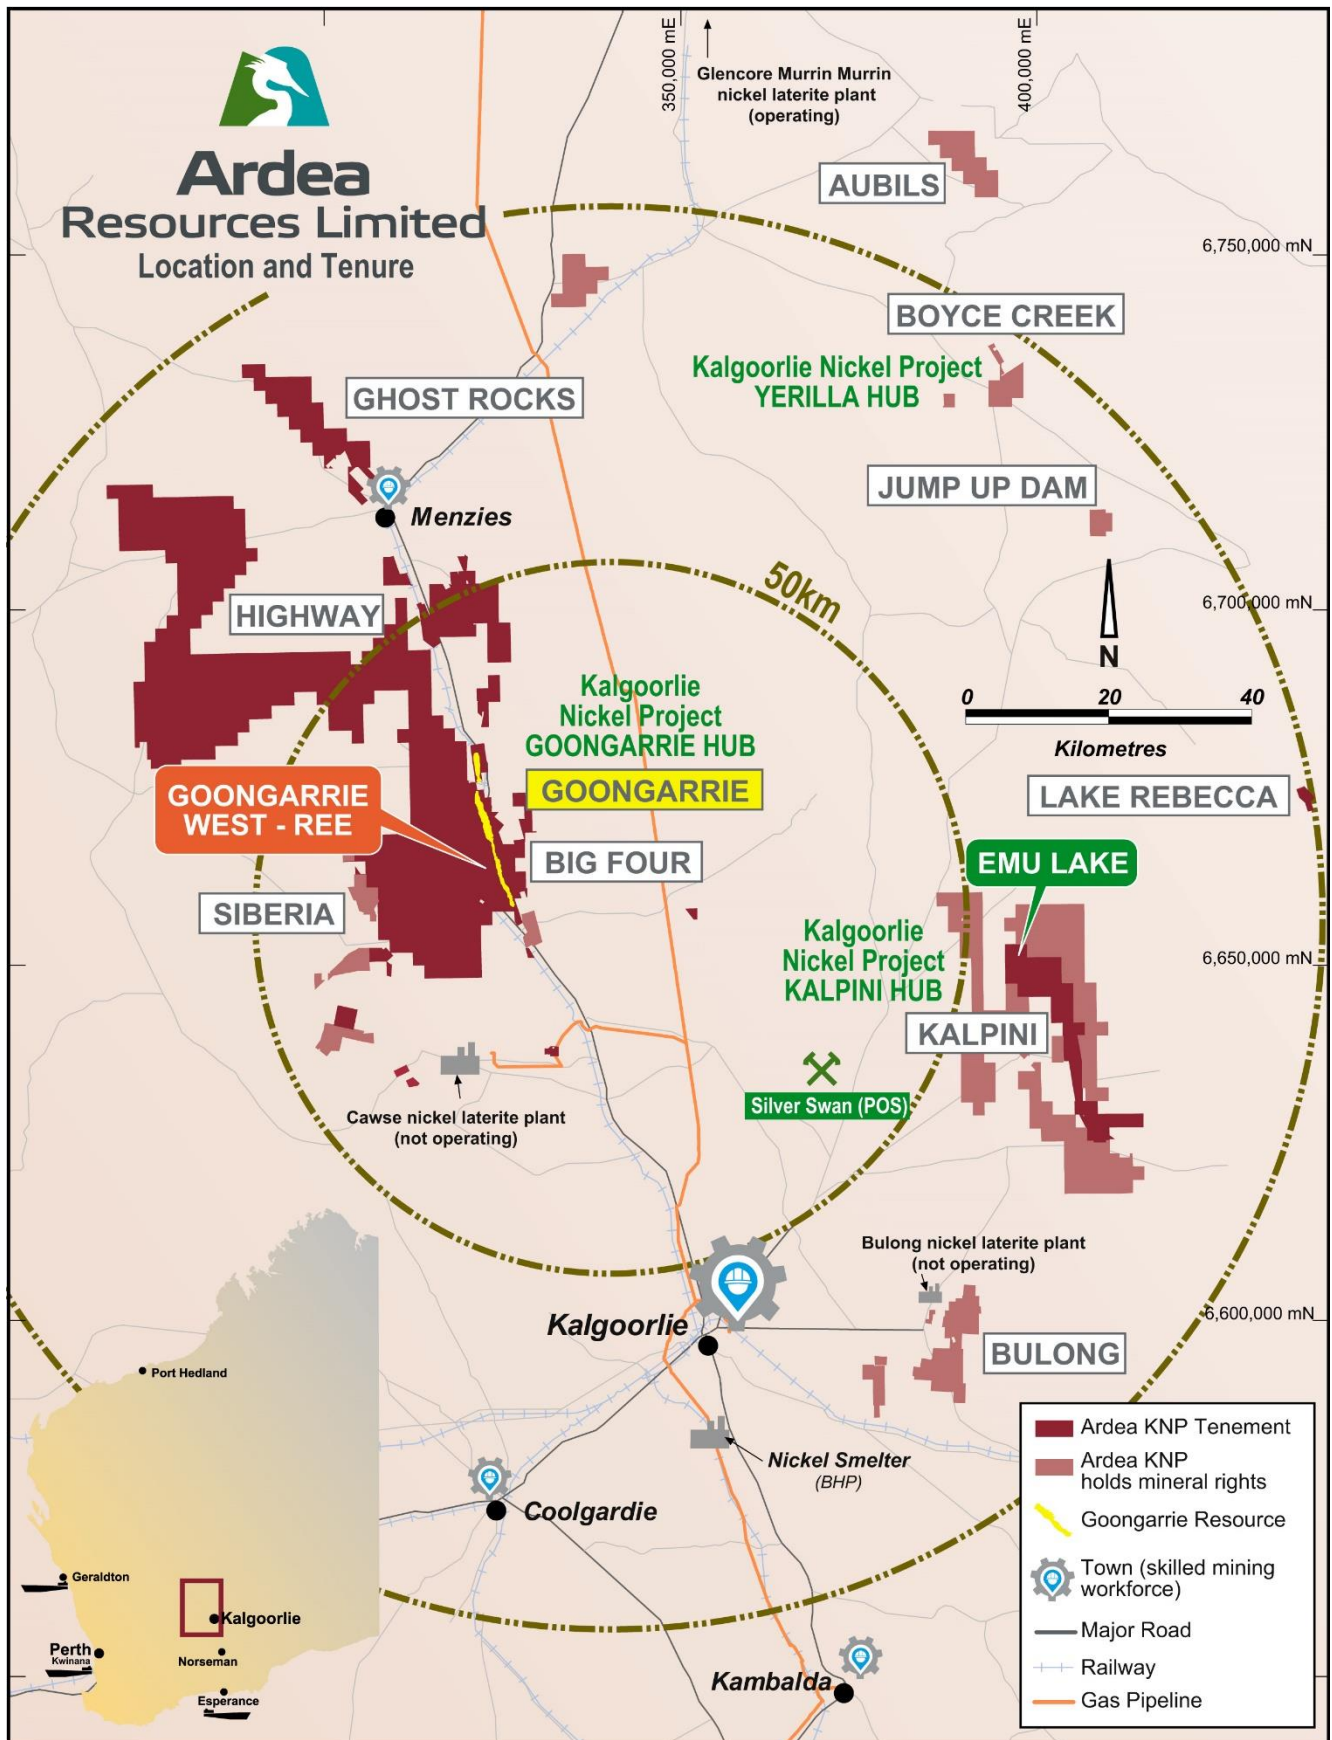 350,000 mE
400,000 mE
Glencore Murrin Murrin
nickel laterite plant
(operating)
Ardea
Resources Limited
Location and Tenure
AUBILS
6,750,000 mN
BOYCE CREEK
Kalgoorlie Nickel Project
YERILLA HUB
GHOST ROCKS
JUMP UP DAM
Menzies
50km
HIGHWAY
6,700,000 mN
N
Kalgoorlie
Nickel Project
GOONGARRIE HUB
0 20 40
Kilometres
GOONGARRIE
WEST - REE
GOONGARRIE
LAKE REBECCA
BIG FOUR
EMU LAKE
SIBERIA
Kalgoorlie
Nickel Project
KALPINI HUB
6,650,000 mN
KALPINI
Silver Swan (POS)
Cawse nickel laterite plant
(not operating)
Bulong nickel laterite plant
(not operating)
6,600,000 mN
Kalgoorlie
BULONG
Port Hedland
Nickel Smelter
(BHP)
Coolgardie
Geraldton
Kalgoorlie
Perth
Kwinana
Norseman
Esperance
Kambalda
Ardea KNP Tenement
Ardea KNP
holds mineral rights
Goongarrie Resource
Town (skilled mining
workforce)
Major Road
Railway
Gas Pipeline